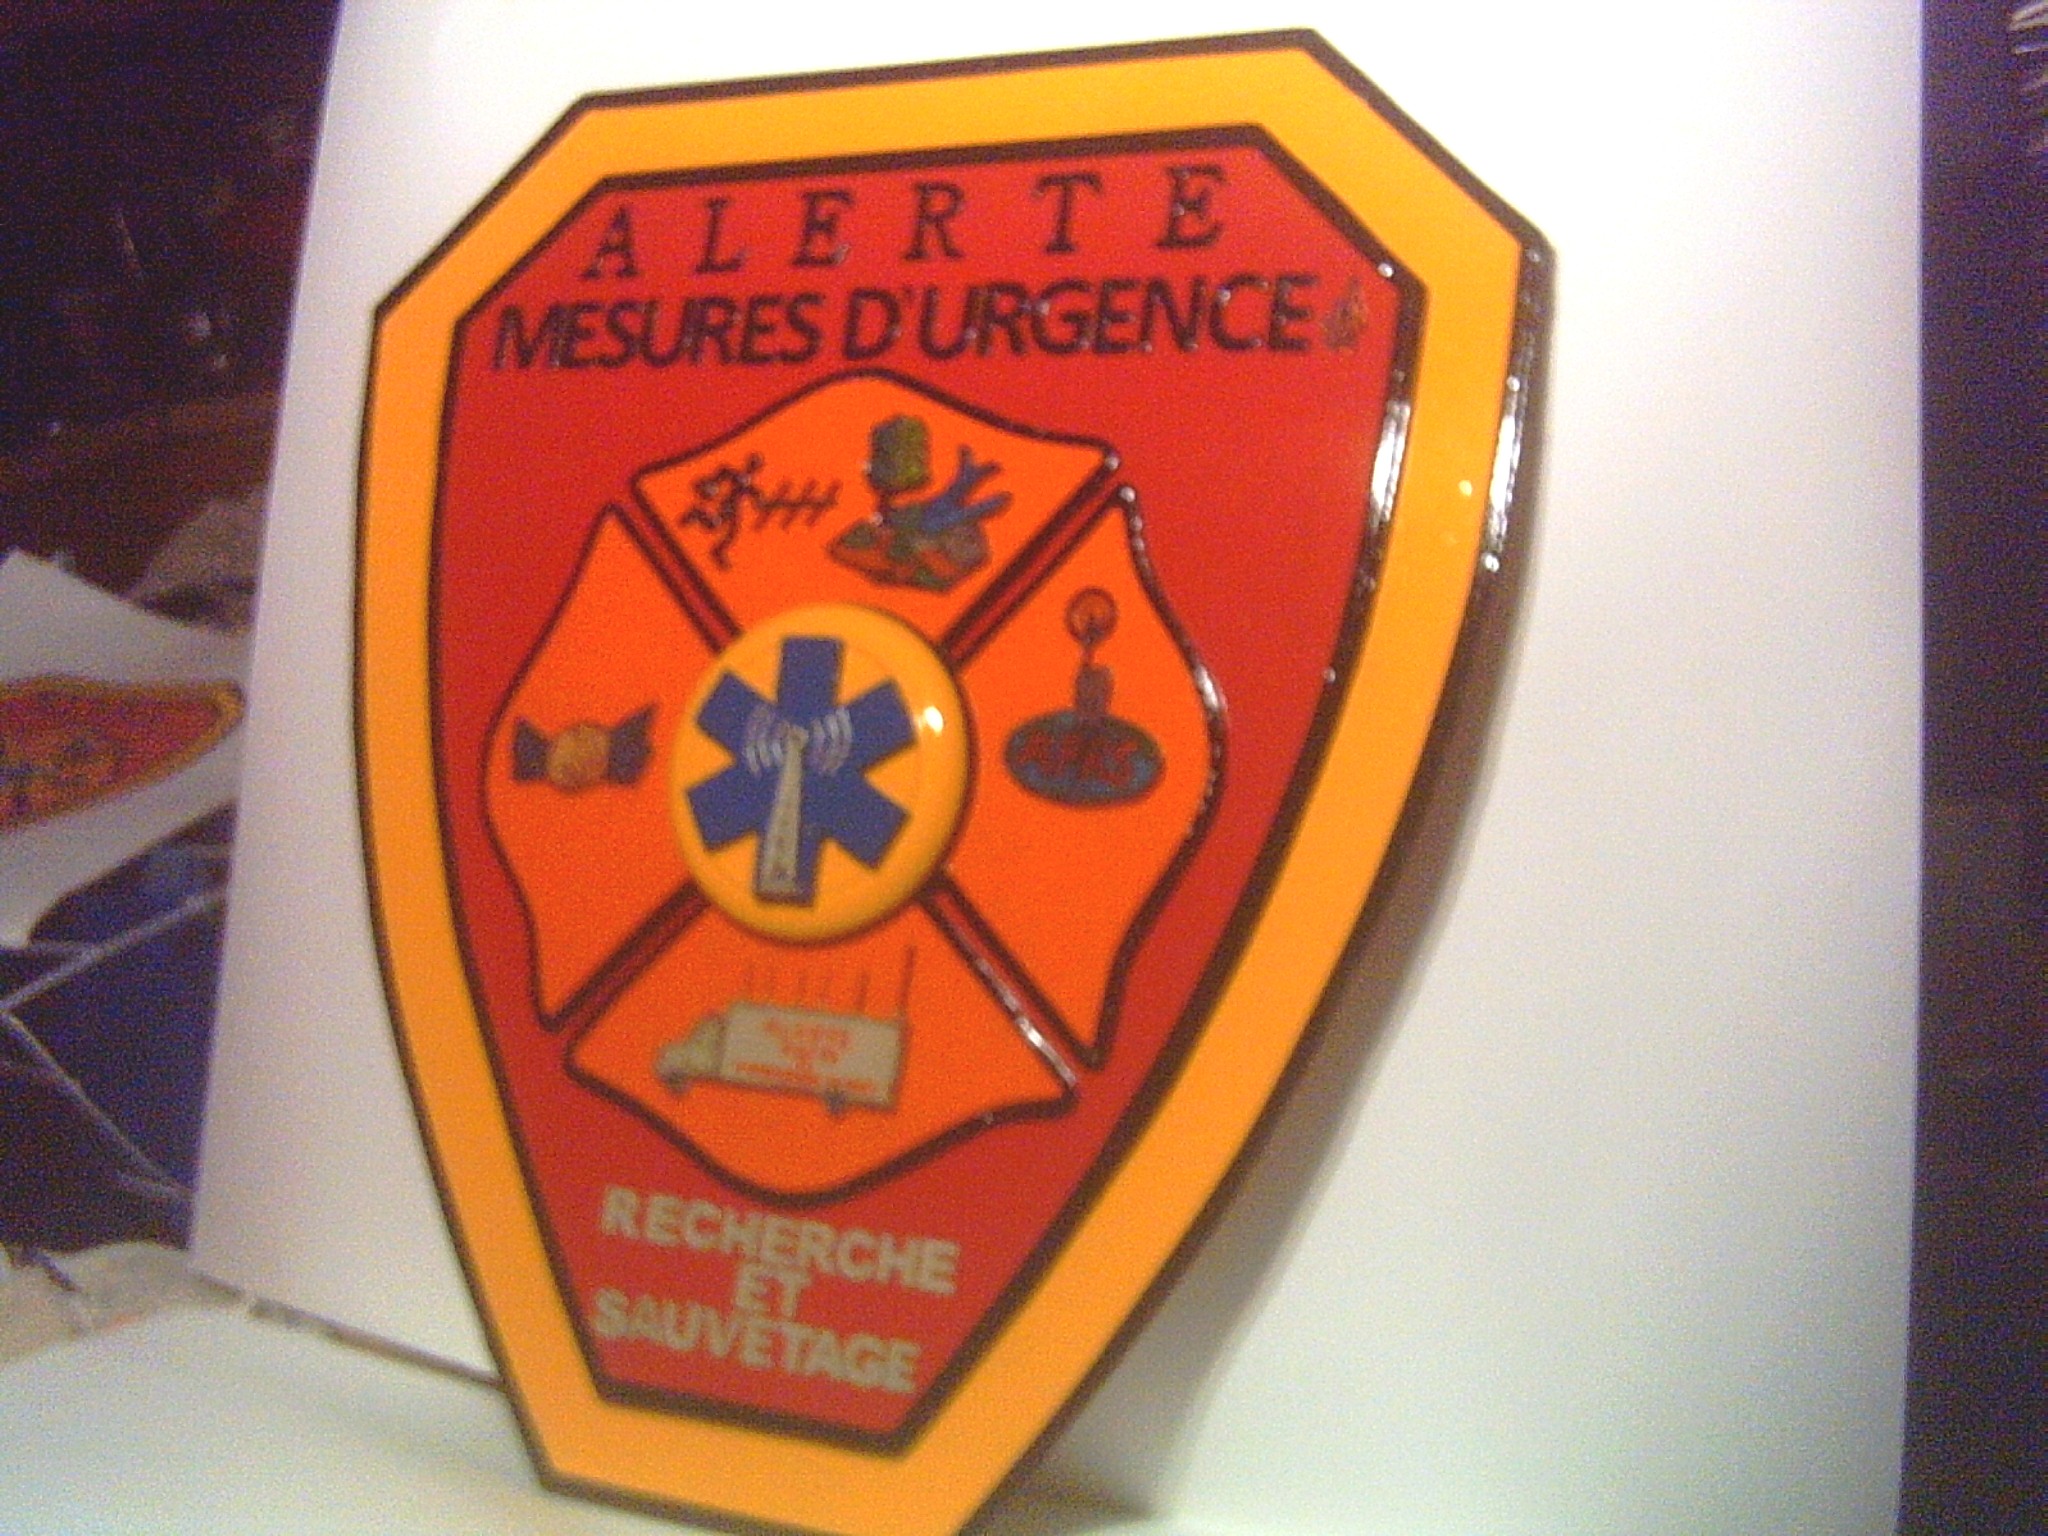 ALERTE
MESURES D'URGENCE
RECHERCHE
ET
SAUVETAGE